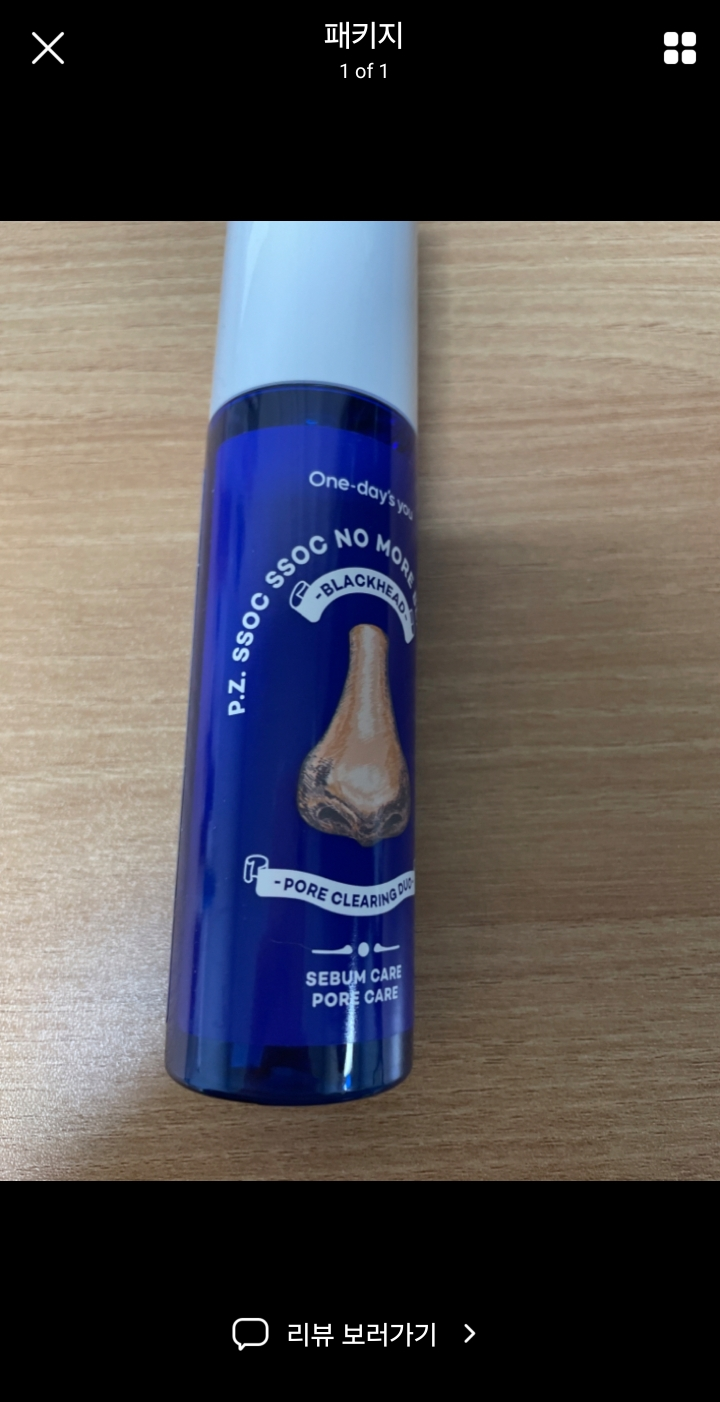 패키지
1 of 1
One-day's you
P.Z. SSOC SSOC NO MORE
-BLACKHEAD-
-PORE CLEARING DUO-
SEBUM CARE
PORE CARE
리뷰 보러가기